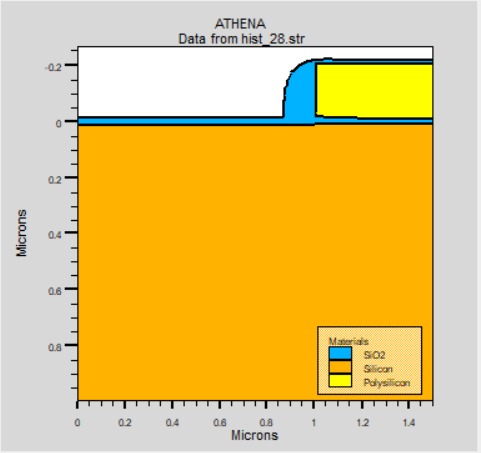 ATHENA
Data from hist_28.str
-0.2
0
0.2
0.4
0.6
0.8
Microns
Materials
SiO2
Silicon
Polysilicon
0 0.2 0.4 0.6 0.8 1 1.2 1.4
Microns